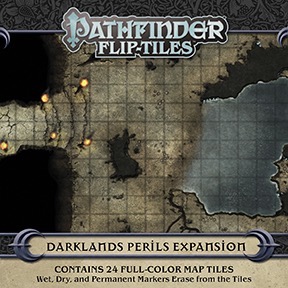 PATHFINDER
FLIP-TILES
DARKLANDS PERILS EXPANSION
CONTAINS 24 FULL-COLOR MAP TILES
Wet, Dry, and Permanent Markers Erase from the Tiles